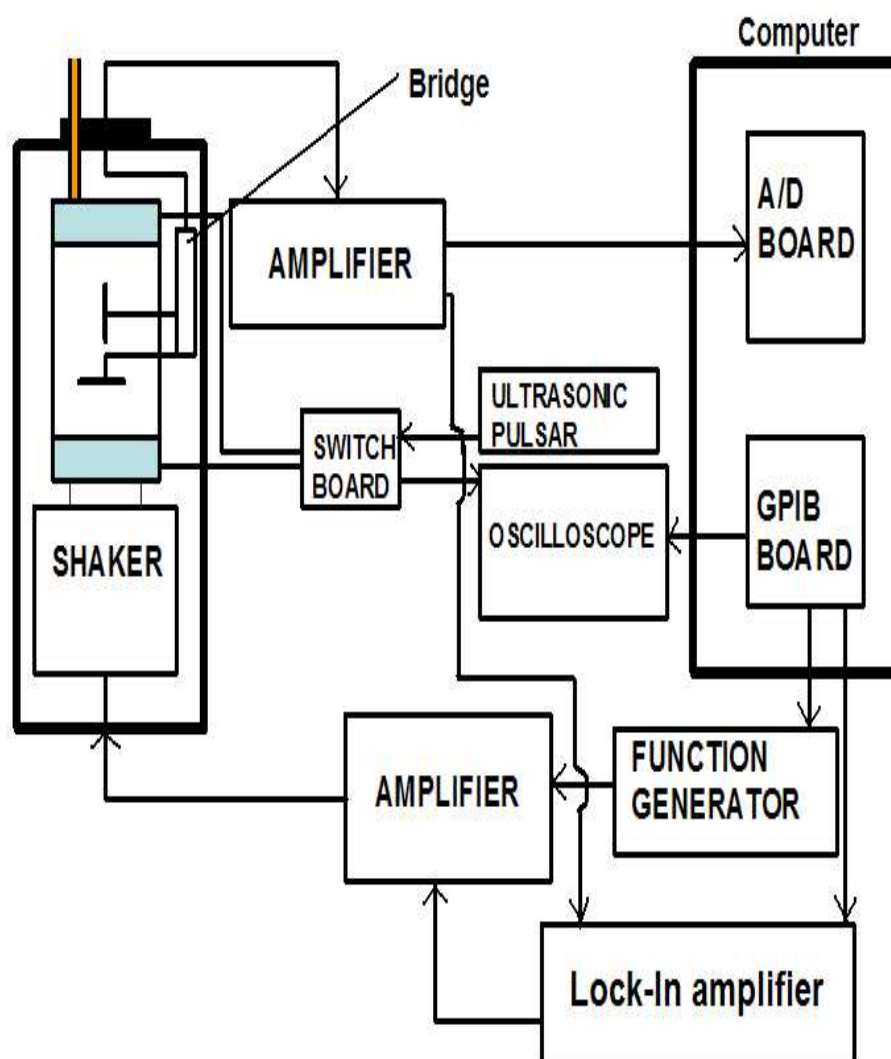 Computer
Bridge
A/D
BOARD
AMPLIFIER
ULTRASONIC
PULSAR
SWITCH
BOARD
OSCILLOSCOPE
GPIB
BOARD
SHAKER
FUNCTION
GENERATOR
AMPLIFIER
Lock-In amplifier